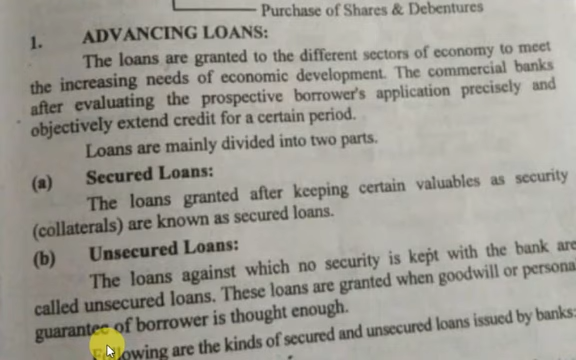 Purchase of Shares & Debentures
1. ADVANCING LOANS:
The loans are granted to the different sectors of economy to meet
the increasing needs of economic development. The commercial banks
after evaluating the prospective borrower's application precisely and
objectively extend credit for a certain period.
Loans are mainly divided into two parts.
(a) Secured Loans:
The loans granted after keeping certain valuables as security
(collaterals) are known as secured loans.
(b) Unsecured Loans:
The loans against which no security is kept with the bank are
called unsecured loans. These loans are granted when goodwill or persona
guarantee of borrower is thought enough.
Following are the kinds of secured and unsecured loans issued by banks: